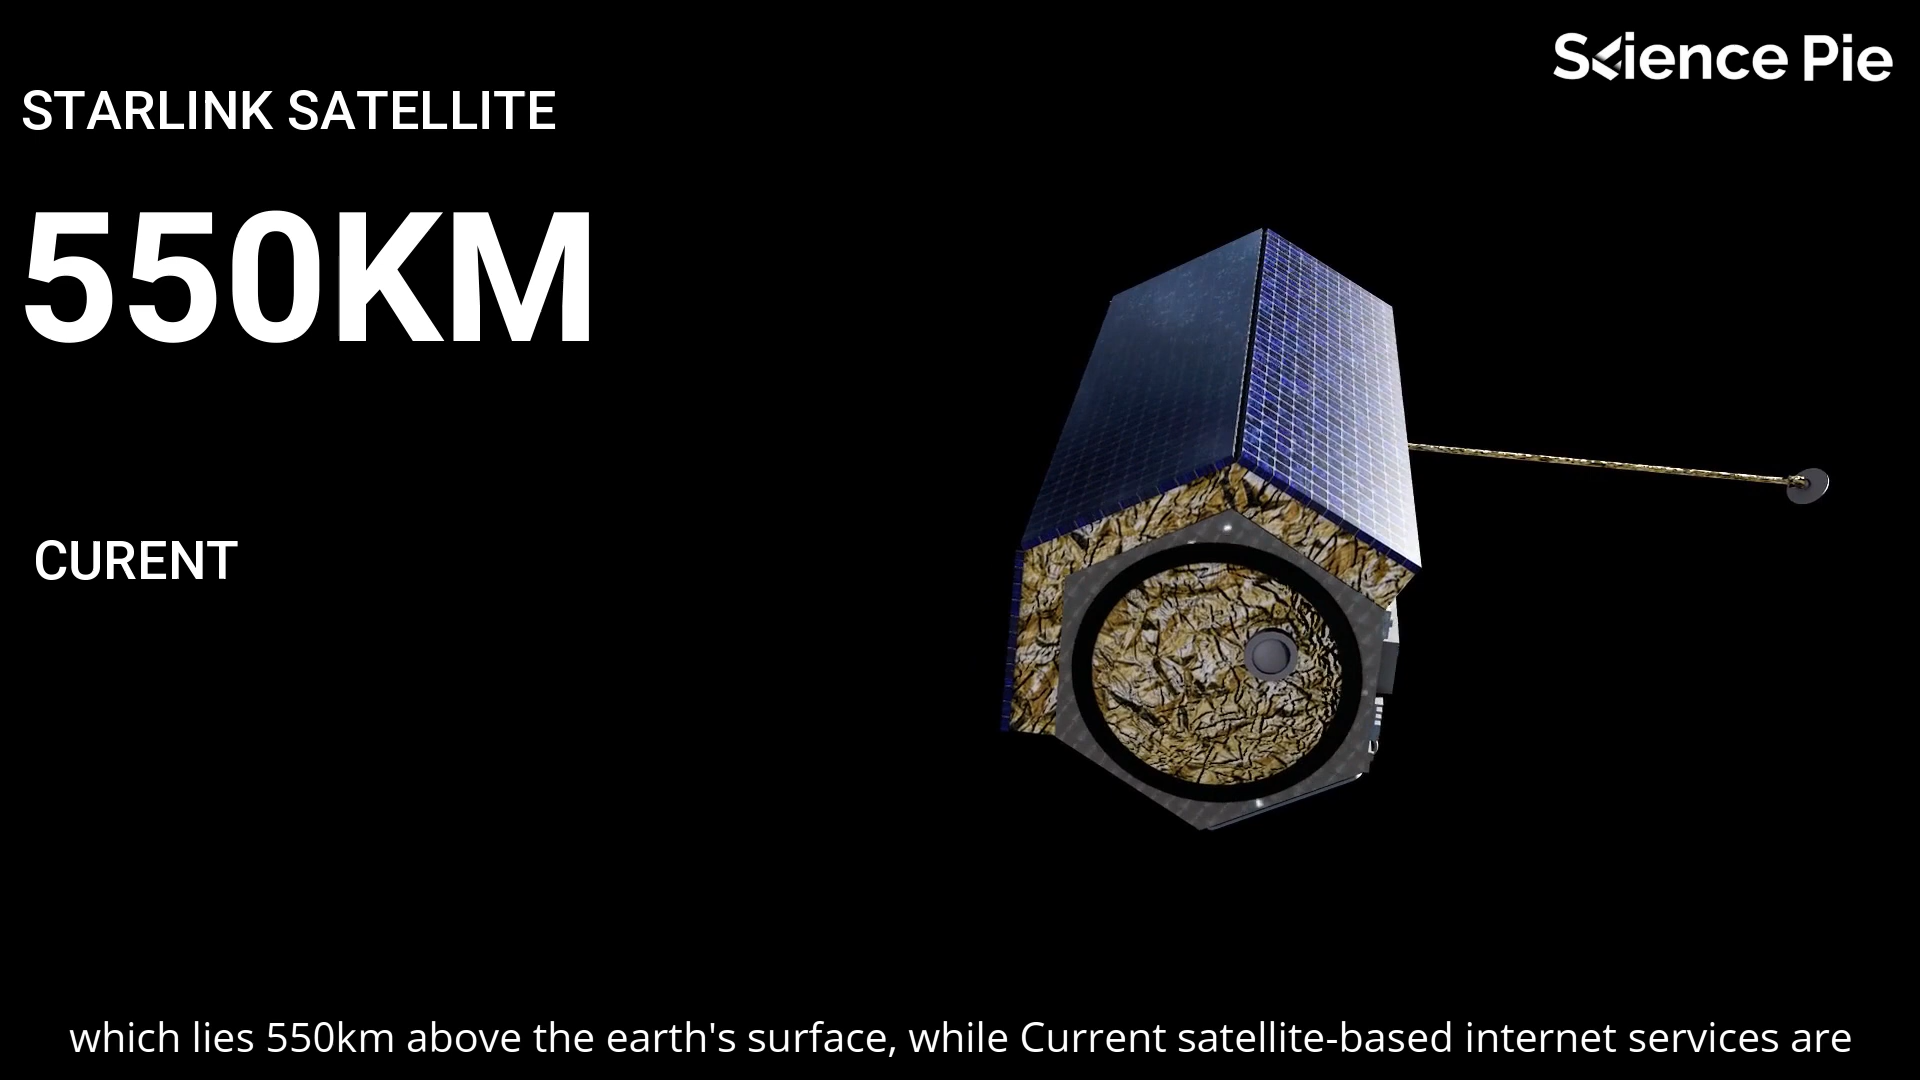 Science Pie
STARLINK SATELLITE
550KM
CURENT
which lies 550km above the earth's surface, while Current satellite-based internet services are